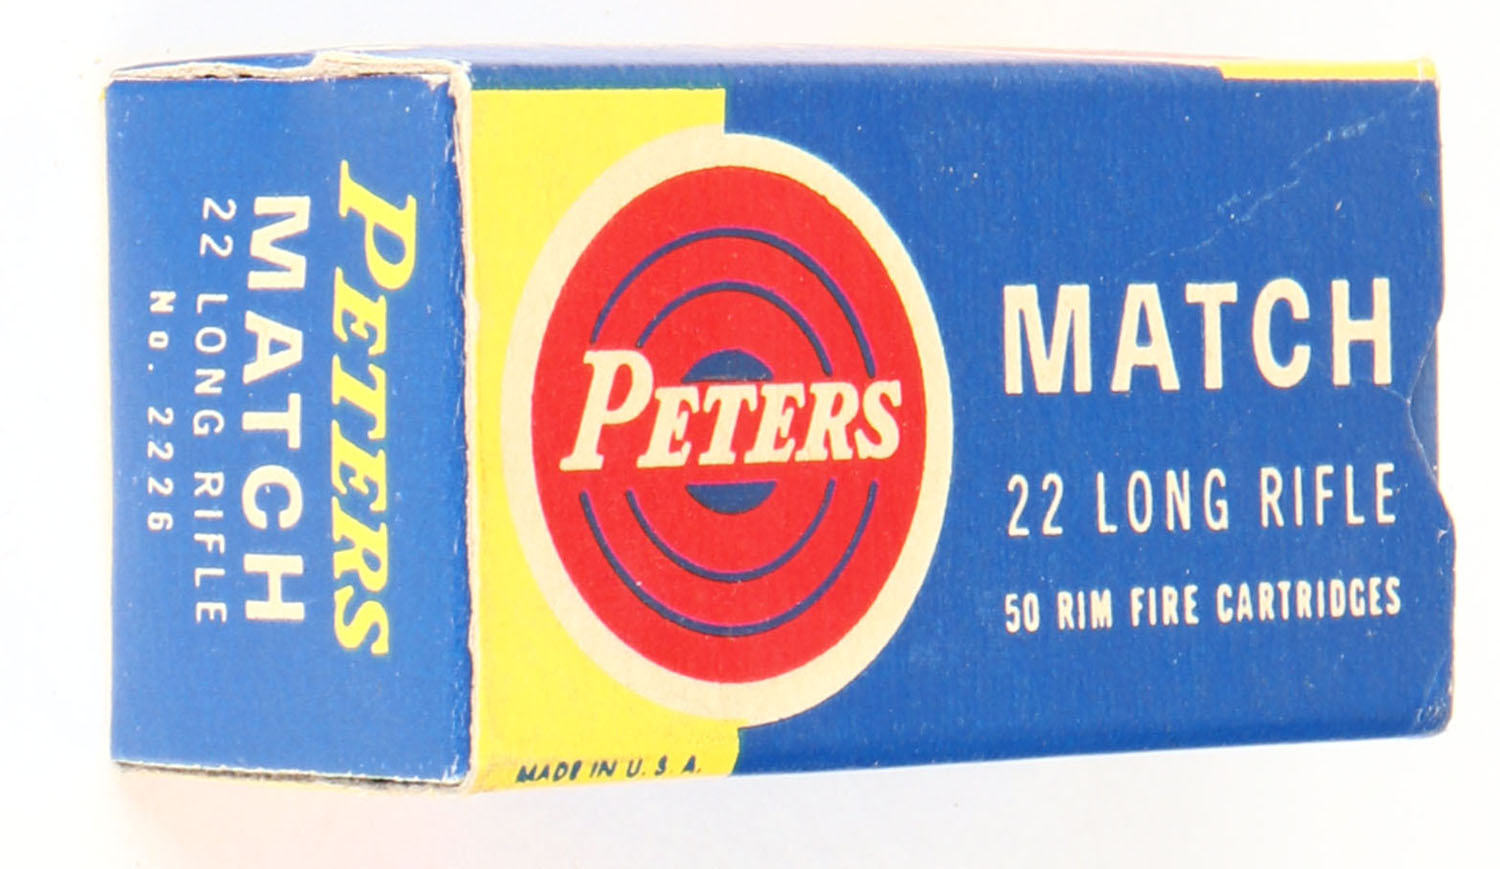 PETERS
MATCH
22 LONG RIFLE
No. 2226
PETERS
MATCH
22 LONG RIFLE
50 RIM FIRE CARTRIDGES
MADE IN U. S. A.